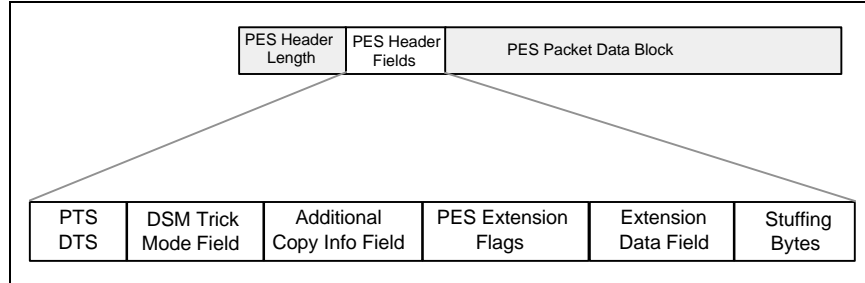 PES Header Length
PES Header Fields
PES Packet Data Block
PTS DTS
DSM Trick Mode Field
Additional Copy Info Field
PES Extension Flags
Extension Data Field
Stuffing Bytes